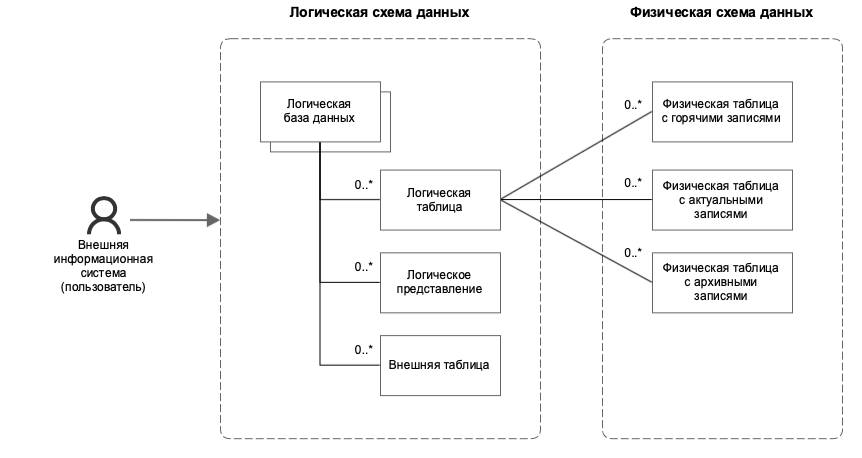 Логическая схема данных
Физическая схема данных
Логическая
база данных
0..*
Физическая таблица
с горячими записями
0..*
Логическая
таблица
0..*
Физическая таблица
с актуальными
записями
Внешняя
информационная
система
(пользователь)
0..*
Логическое
представление
0..*
Физическая таблица
с архивными
записями
0..*
Внешняя таблица